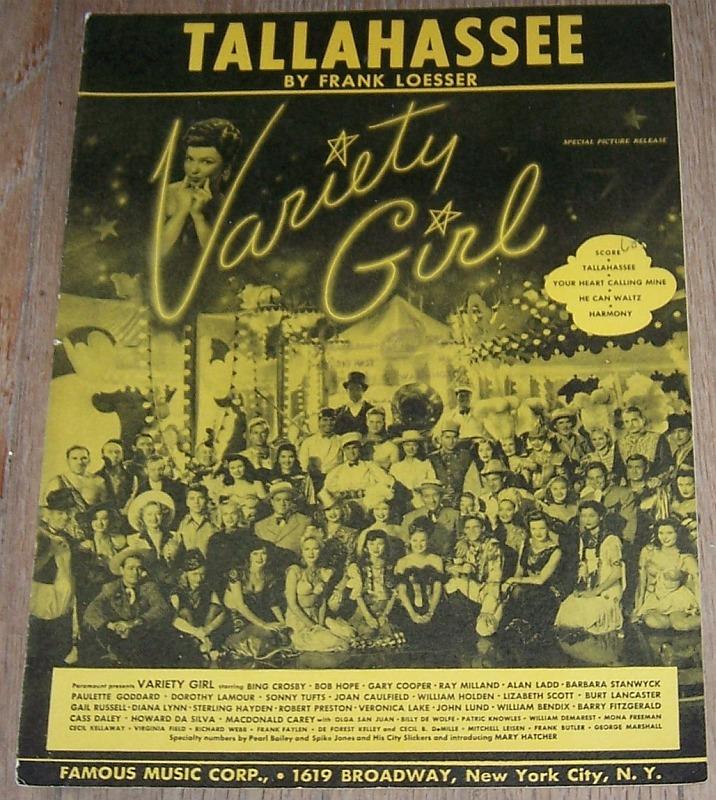 TALLAHASSEE
BY FRANK LOESSER
SPECIAL PICTURE RELEASE
Variety
Girl
SCORE
TALLAHASSEE
YOUR HEART CALLING MINE
HE CAN WALTZ
HARMONY
Paramount presents VARIETY GIRL starring BING CROSBY · BOB HOPE · GARY COOPER · RAY MILLAND · ALAN LADD · BARBARA STANWYCK
PAULETTE GODDARD · DOROTHY LAMOUR · SONNY TUFTS · JOAN CAULFIELD · WILLIAM HOLDEN · LIZABETH SCOTT · BURT LANCASTER
GAIL RUSSELL · DIANA LYNN · STERLING HAYDEN · ROBERT PRESTON · VERONICA LAKE · JOHN LUND · WILLIAM BENDIX · BARRY FITZGERALD
CASS DALEY · HOWARD DA SILVA · MACDONALD CAREY with OLGA SAN JUAN · BILLY DE WOLFE · PATRIC KNOWLES · WILLIAM DEMAREST · MONA FREEMAN
CECIL KELLAWAY · VIRGINIA FIELD · RICHARD WEBB · FRANK FAYLEN · DE FOREST KELLEY and CECIL B. DeMILLE · MITCHELL LEISEN · FRANK BUTLER · GEORGE MARSHALL
Specialty numbers by Pearl Bailey and Spike Jones and His City Slickers and introducing MARY HATCHER
FAMOUS MUSIC CORP., • 1619 BROADWAY, New York City, N. Y.